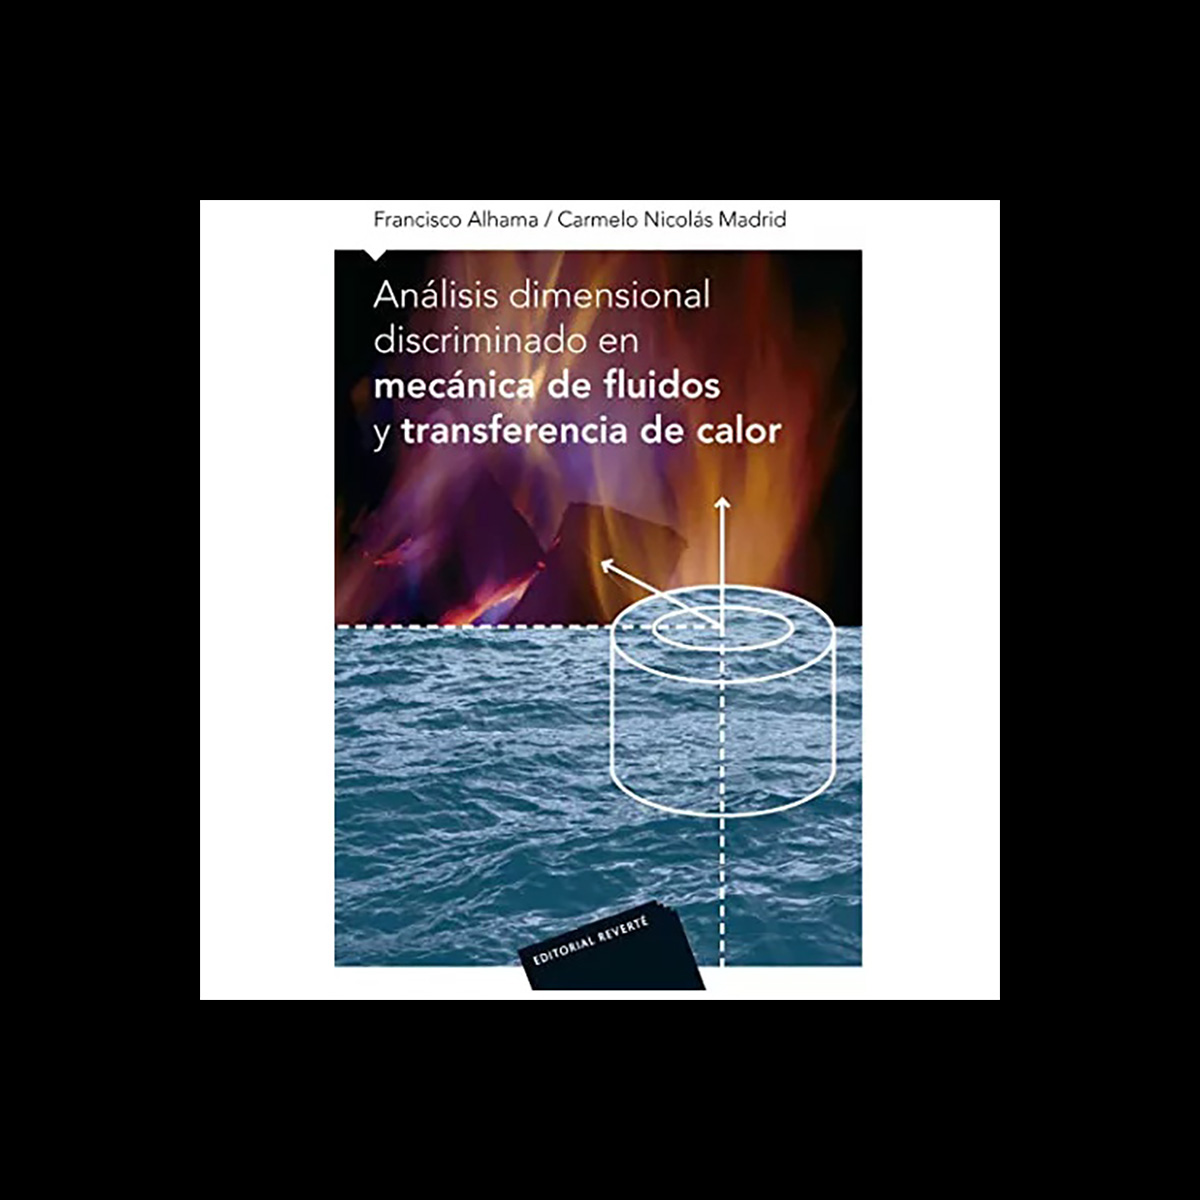 Francisco Alhama / Carmelo Nicolás Madrid
Análisis dimensional
discriminado en
mecánica de fluidos
y transferencia de calor
EDITORIAL REVERTÉ